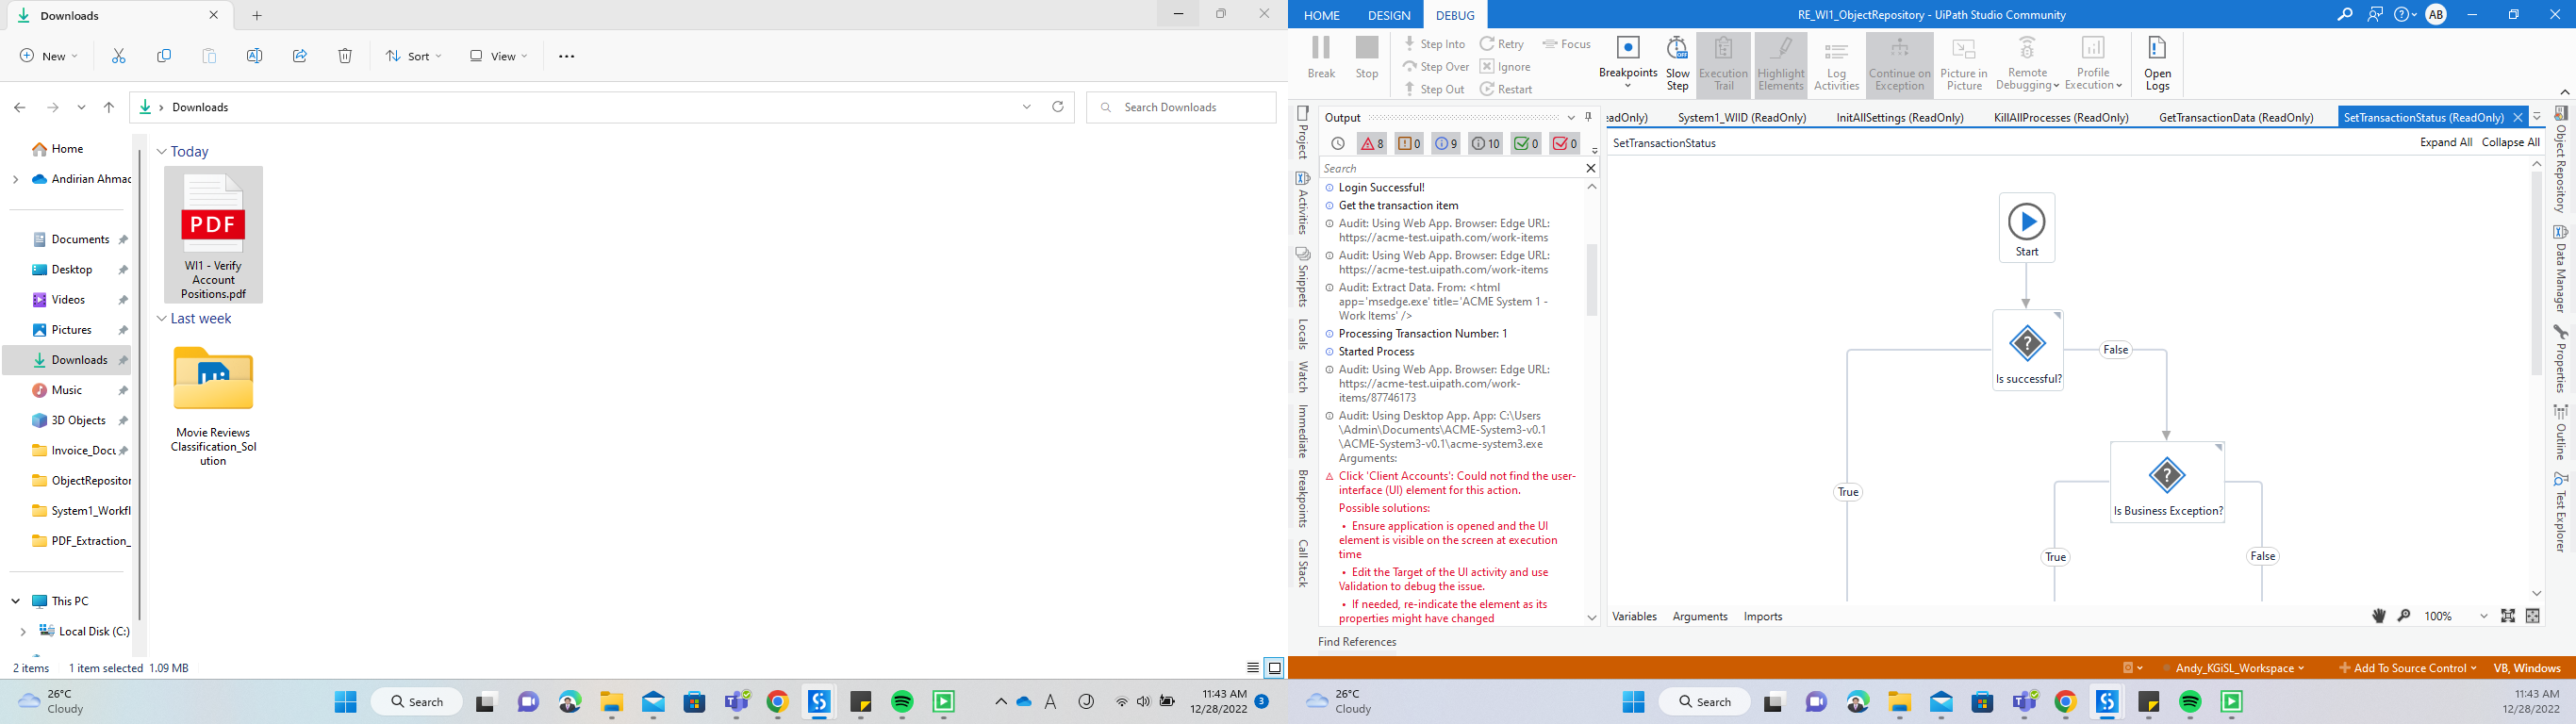 Downloads
New
Sort
View
Downloads
Search Downloads
Home
Andirian Ahmad
Documents
Desktop
Videos
Pictures
Downloads
Music
3D Objects
Invoice_Docu
ObjectRepositor
System1_Workfl
PDF_Extraction_
This PC
Local Disk (C:)
Today
PDF
WI1 - Verify
Account
Positions.pdf
Last week
Ui
Movie Reviews
Classification_Sol
ution
2 items 1 item selected 1.09 MB
26°C
Cloudy
Search
11:43 AM
12/28/2022
3
HOME DESIGN DEBUG
RE_WI1_ObjectRepository - UiPath Studio Community
AB
Break
Stop
Step Into
Step Over
Step Out
Retry
Ignore
Restart
Focus
Breakpoints
Slow
Step
Execution
Trail
Highlight
Elements
Log
Activities
Continue on
Exception
Picture in
Picture
Remote
Debugging
Profile
Execution
Open
Logs
Project
Activities
Snippets
Locals
Watch
Immediate
Breakpoints
Call Stack
Output
8 0 9 10 0 0
Search
Login Successful!
Get the transaction item
Audit: Using Web App. Browser: Edge URL:
https://acme-test.uipath.com/work-items
Audit: Using Web App. Browser: Edge URL:
https://acme-test.uipath.com/work-items
Audit: Extract Data. From: <html
app='msedge.exe' title='ACME System 1 -
Work Items' />
Processing Transaction Number: 1
Started Process
Audit: Using Web App. Browser: Edge URL:
https://acme-test.uipath.com/work-
items/87746173
Audit: Using Desktop App. App: C:\Users
\Admin\Documents\ACME-System3-v0.1
\ACME-System3-v0.1\acme-system3.exe
Arguments:
Click 'Client Accounts': Could not find the user-
interface (UI) element for this action.
Possible solutions:
• Ensure application is opened and the UI
element is visible on the screen at execution
time
• Edit the Target of the UI activity and use
Validation to debug the issue.
• If needed, re-indicate the element as its
properties might have changed
Find References
eadOnly) System1_WIID (ReadOnly) InitAllSettings (ReadOnly) KillAllProcesses (ReadOnly) GetTransactionData (ReadOnly) SetTransactionStatus (ReadOnly)
SetTransactionStatus
Expand All Collapse All
Start
Is successful?
False
True
Is Business Exception?
True
False
Variables Arguments Imports
100%
Object Repository
Data Manager
Properties
Outline
Test Explorer
Andy_KGiSL_Workspace
Add To Source Control
VB, Windows
26°C
Cloudy
Search
11:43 AM
12/28/2022